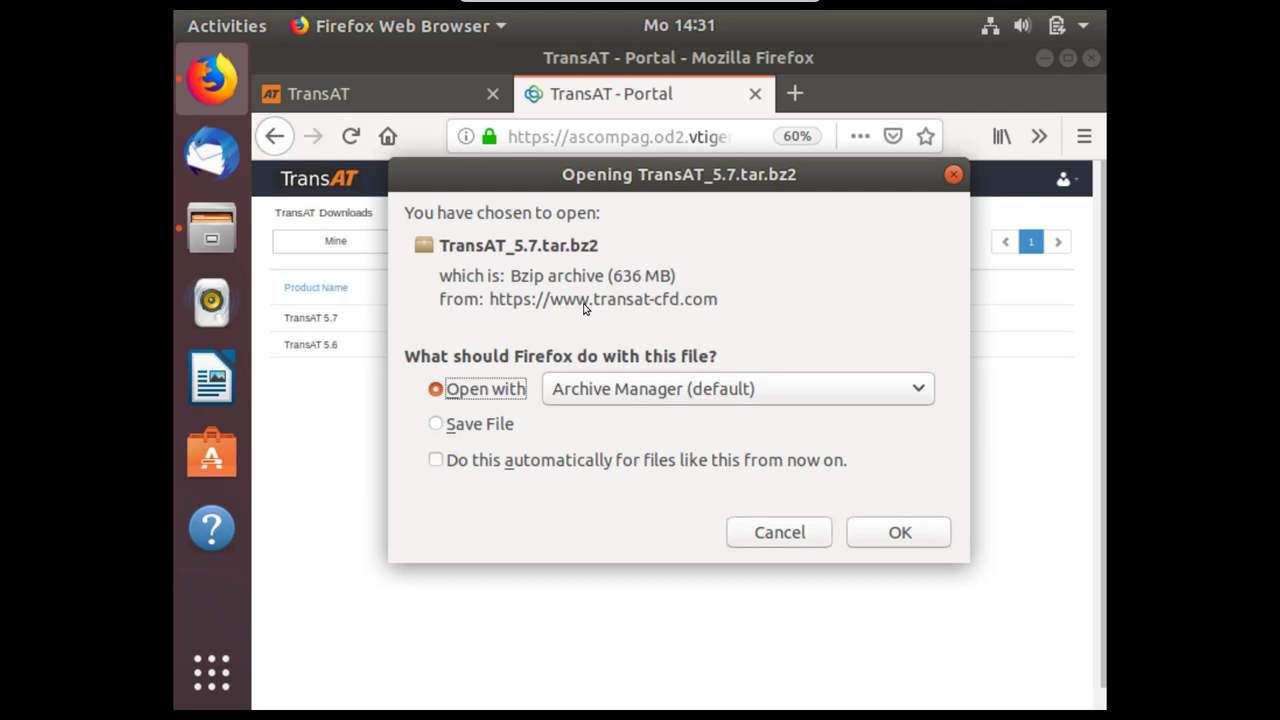 Activities
Firefox Web Browser
Mo 14:31
TransAT - Portal - Mozilla Firefox
AT TransAT
TransAT - Portal
https://ascompag.od2.vtige
60%
TransAT
Opening TransAT_5.7.tar.bz2
TransAT Downloads
You have chosen to open:
Mine
TransAT_5.7.tar.bz2
1
which is: Bzip archive (636 MB)
Product Name
from: https://www.transat-cfd.com
TransAT 5.7
TransAT 5.6
What should Firefox do with this file?
Open with
Archive Manager (default)
Save File
Do this automatically for files like this from now on.
Cancel
OK